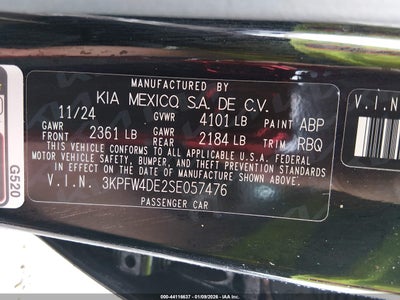 MANUFACTURED BY
KIA MEXICO, S.A. DE C.V.
11/24 GVWR 4101 LB PAINT ABP
GAWR FRONT 2361 LB GAWR REAR 2184 LB TRIM RBQ
THIS VEHICLE CONFORMS TO ALL APPLICABLE U.S.A. FEDERAL
MOTOR VEHICLE SAFETY, BUMPER, AND THEFT PREVENTION STANDARDS
IN EFFECT ON THE DATE OF MANUFACTURE SHOWN ABOVE.
V.I.N. 3KPFW4DE2SE057476
PASSENGER CAR
G520
V.I.N.
000-44116637 - 01/09/2026 - IAA Inc.